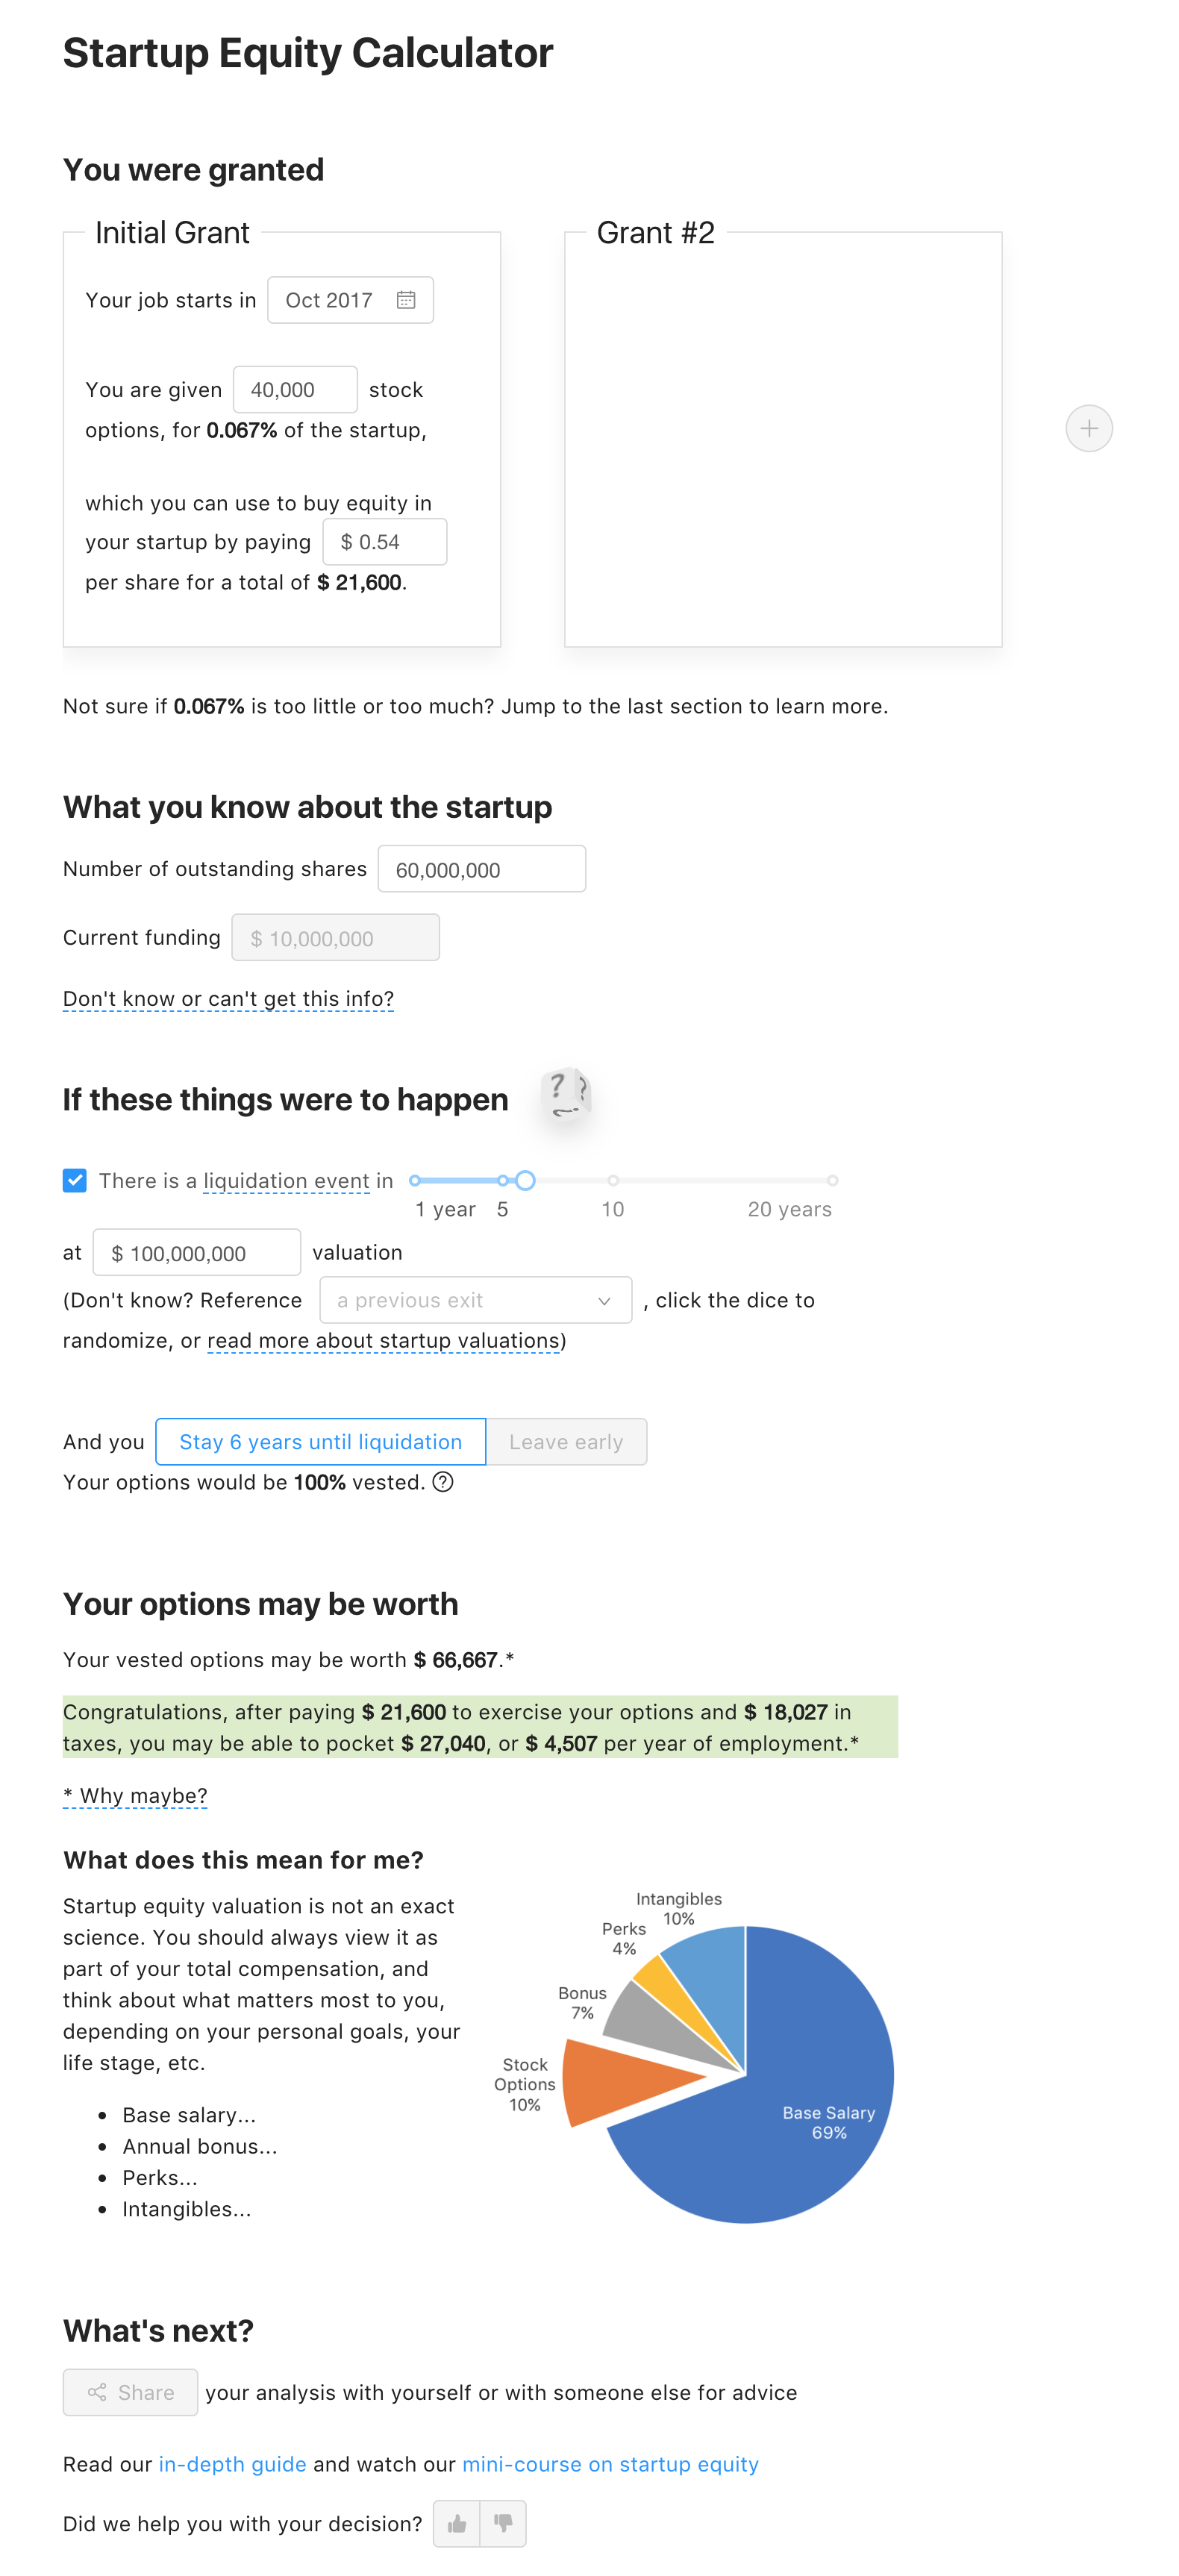 Startup Equity Calculator
You were granted
Initial Grant
Your job starts in Oct 2017
You are given 40,000 stock
options, for 0.067% of the startup,
which you can use to buy equity in
your startup by paying $ 0.54
per share for a total of $ 21,600.
Grant #2
Not sure if 0.067% is too little or too much? Jump to the last section to learn more.
What you know about the startup
Number of outstanding shares 60,000,000
Current funding $ 10,000,000
Don't know or can't get this info?
If these things were to happen
? ? ?
There is a liquidation event in
1 year 5 10 20 years
at $ 100,000,000 valuation
(Don't know? Reference a previous exit , click the dice to
randomize, or read more about startup valuations)
And you Stay 6 years until liquidation Leave early
Your options would be 100% vested. ?
Your options may be worth
Your vested options may be worth $ 66,667.*
Congratulations, after paying $ 21,600 to exercise your options and $ 18,027 in
taxes, you may be able to pocket $ 27,040, or $ 4,507 per year of employment.*
* Why maybe?
What does this mean for me?
Startup equity valuation is not an exact
science. You should always view it as
part of your total compensation, and
think about what matters most to you,
depending on your personal goals, your
life stage, etc.
• Base salary...
• Annual bonus...
• Perks...
• Intangibles...
Intangibles
10%
Perks
4%
Bonus
7%
Stock
Options
10%
Base Salary
69%
What's next?
Share your analysis with yourself or with someone else for advice
Read our in-depth guide and watch our mini-course on startup equity
Did we help you with your decision?